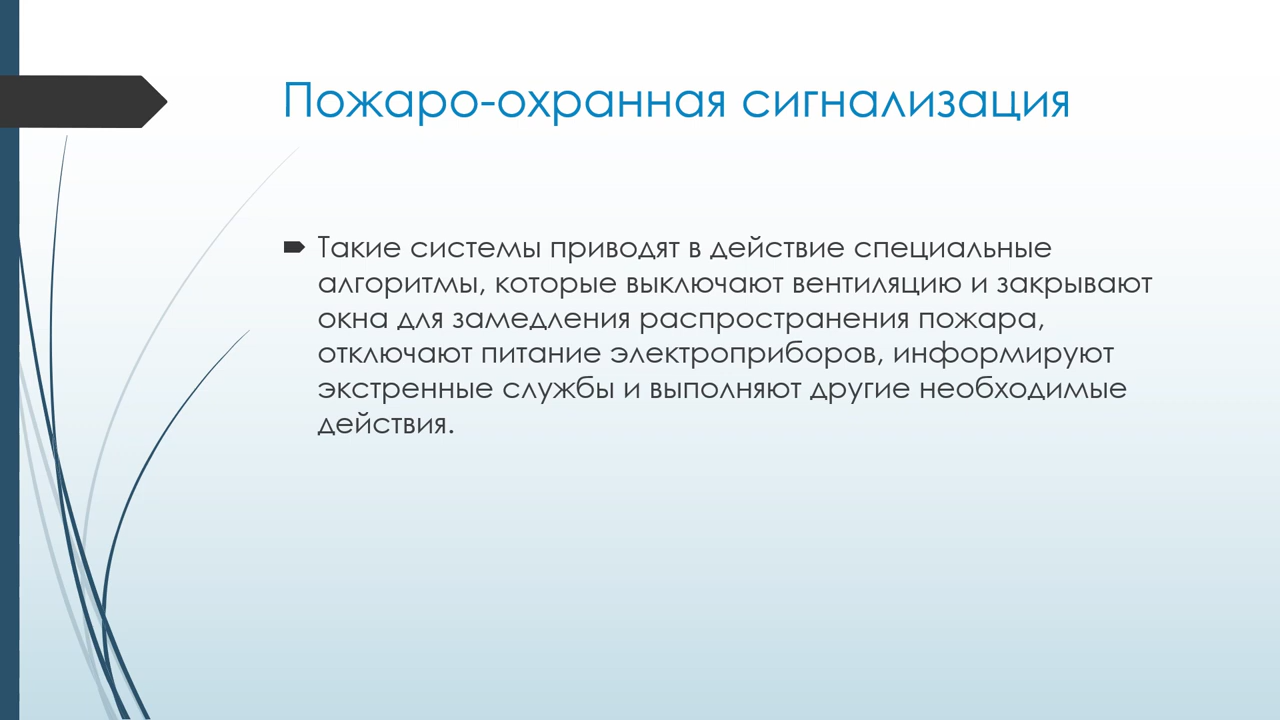 Пожаро-охранная сигнализация
Такие системы приводят в действие специальные
алгоритмы, которые выключают вентиляцию и закрывают
окна для замедления распространения пожара,
отключают питание электроприборов, информируют
экстренные службы и выполняют другие необходимые
действия.